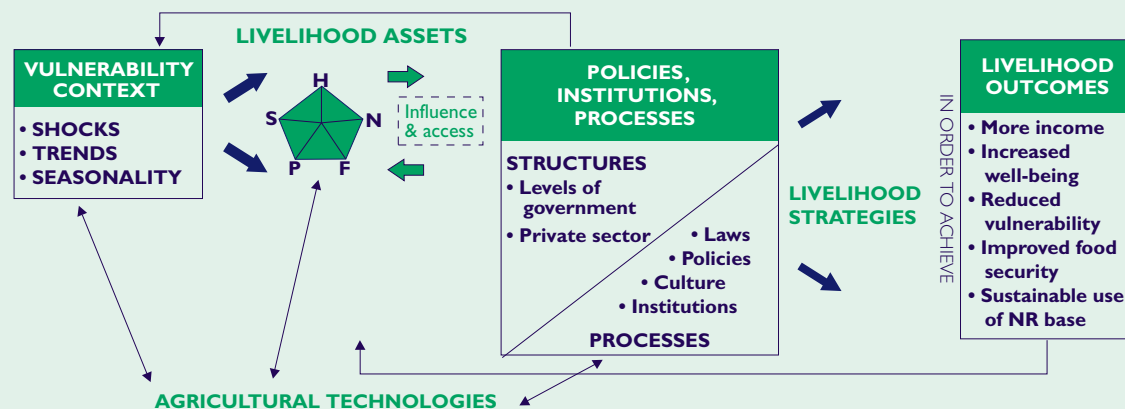 LIVELIHOOD ASSETS
VULNERABILITY
CONTEXT
• SHOCKS
• TRENDS
• SEASONALITY
H
S
N
P
F
Influence
& access
POLICIES,
INSTITUTIONS,
PROCESSES
STRUCTURES
• Levels of
government
• Private sector
• Laws
• Policies
• Culture
• Institutions
PROCESSES
LIVELIHOOD
STRATEGIES
IN ORDER TO ACHIEVE
LIVELIHOOD
OUTCOMES
• More income
• Increased
well-being
• Reduced
vulnerability
• Improved food
security
• Sustainable use
of NR base
AGRICULTURAL TECHNOLOGIES